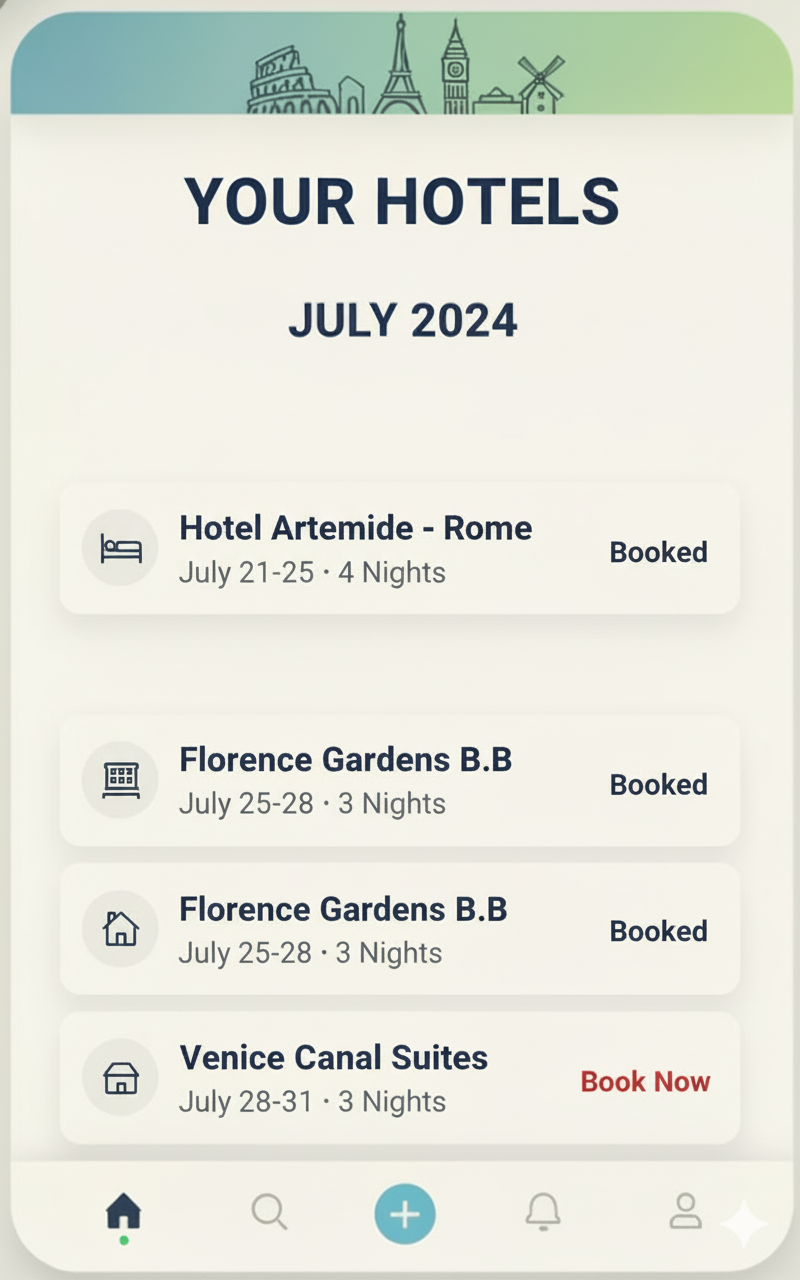 YOUR HOTELS
JULY 2024
Hotel Artemide - Rome
July 21-25 · 4 Nights
Booked
Florence Gardens B.B
July 25-28 · 3 Nights
Booked
Florence Gardens B.B
July 25-28 · 3 Nights
Booked
Venice Canal Suites
July 28-31 · 3 Nights
Book Now